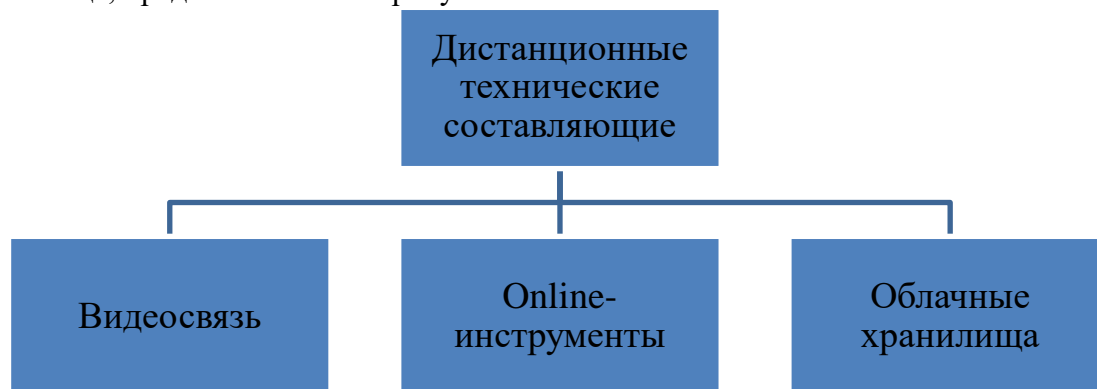 Дистанционные
технические
составляющие
Видеосвязь
Online-
инструменты
Облачные
хранилища